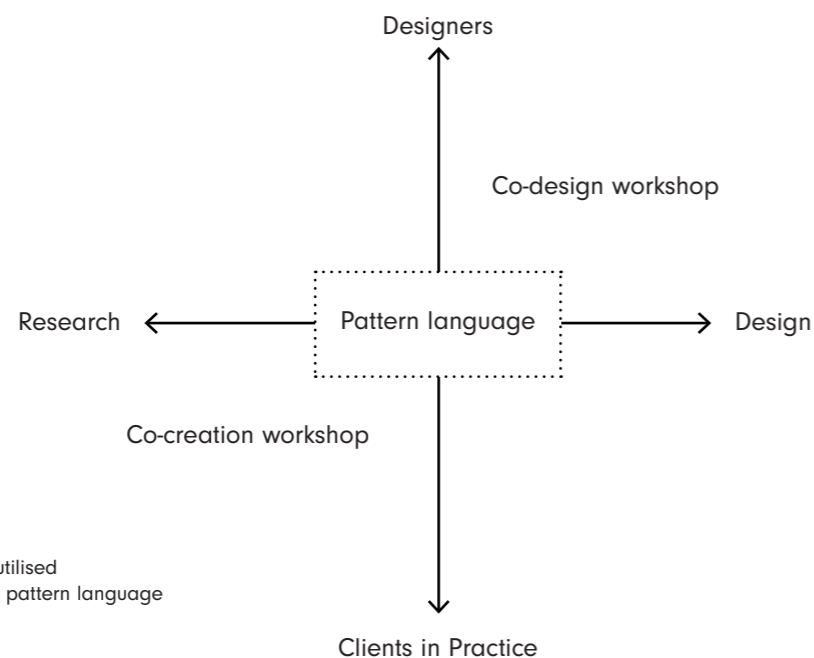 Designers
Co-design workshop
Research
Pattern language
Design
Co-creation workshop
utilised
pattern language
Clients in Practice